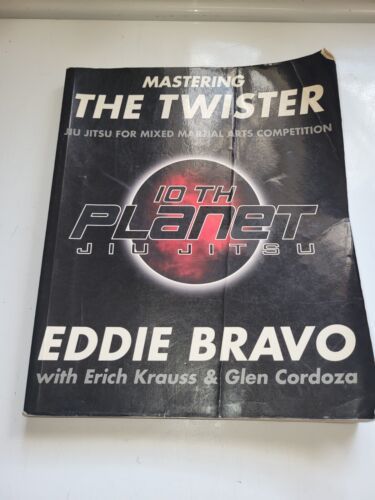 MASTERING
THE TWISTER
JIU JITSU FOR MIXED MARTIAL ARTS COMPETITION
10 TH
PLANET
JIU JITSU
EDDIE BRAVO
with Erich Krauss & Glen Cordoza